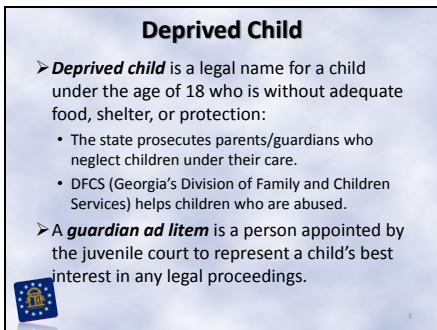 Deprived Child
➢ Deprived child is a legal name for a child
under the age of 18 who is without adequate
food, shelter, or protection:
• The state prosecutes parents/guardians who
neglect children under their care.
• DFCS (Georgia's Division of Family and Children
Services) helps children who are abused.
➢ A guardian ad litem is a person appointed by
the juvenile court to represent a child's best
interest in any legal proceedings.
5